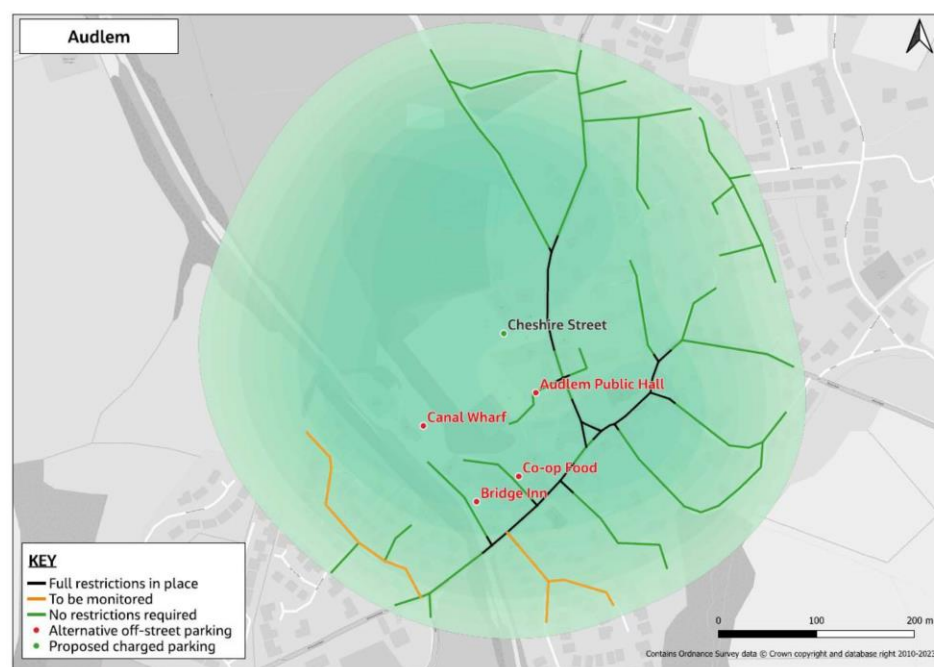 Audlem
Cheshire Street
Audlem Public Hall
Canal Wharf
Co-op Food
Bridge Inn
KEY
Full restrictions in place
To be monitored
No restrictions required
Alternative off-street parking
Proposed charged parking
0 100 200 m
Contains Ordnance Survey data © Crown copyright and database right 2010-2023